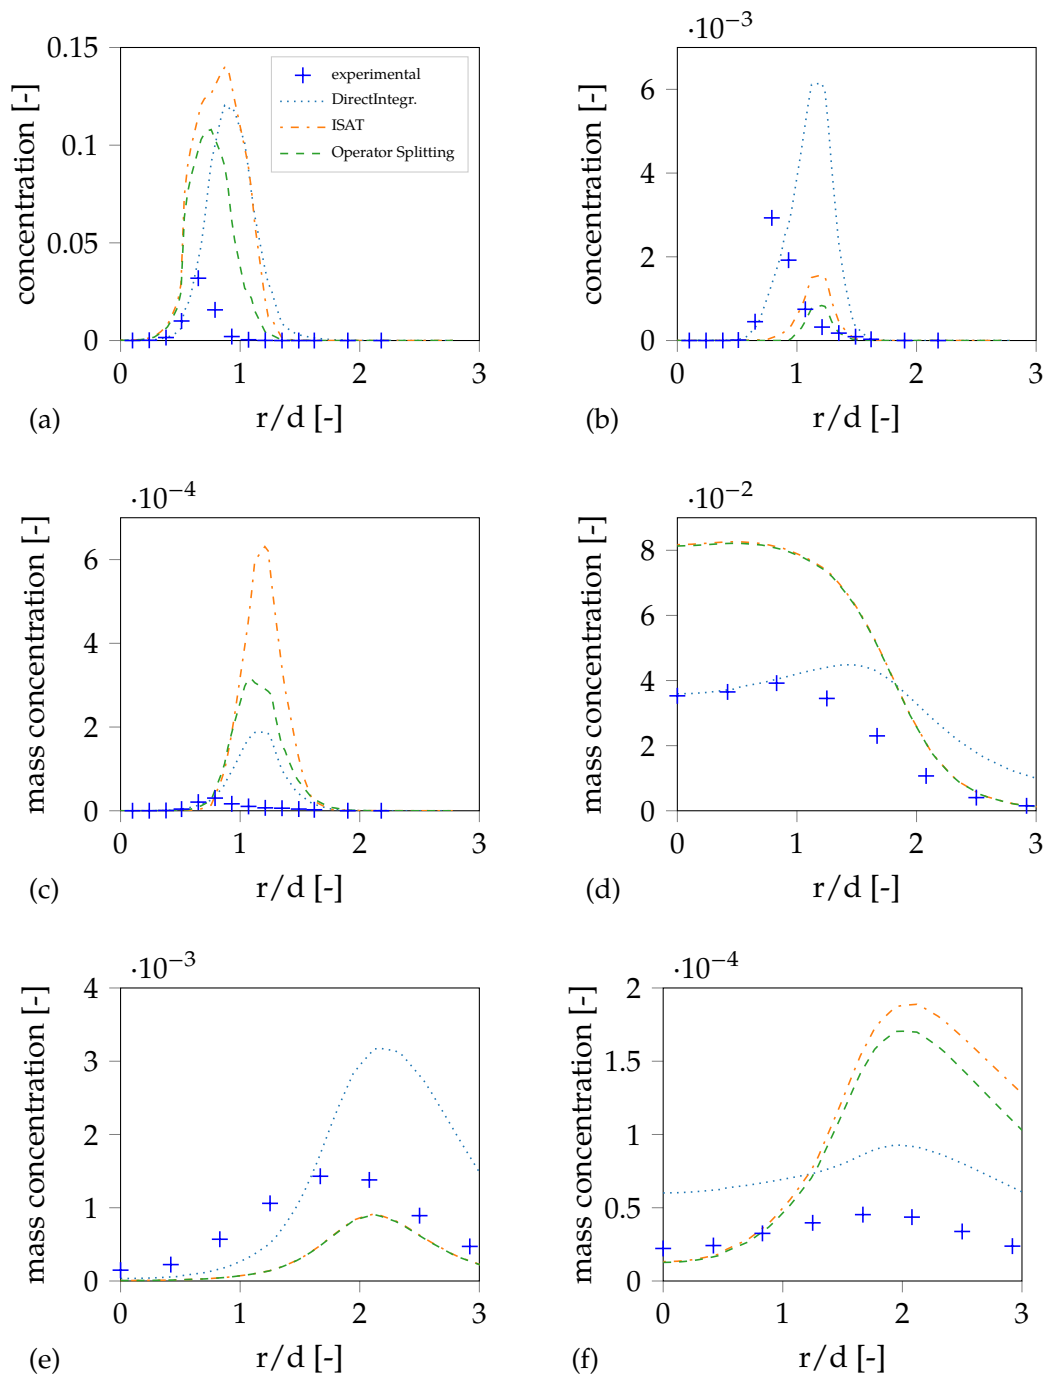 0.15
0.1
0.05
0
concentration [-]
experimental
DirectIntegr.
ISAT
Operator Splitting
0 1 2 3
(a) r/d [-]
·10⁻³
6
4
2
0
concentration [-]
0 1 2 3
(b) r/d [-]
·10⁻⁴
6
4
2
0
mass concentration [-]
0 1 2 3
(c) r/d [-]
·10⁻²
8
6
4
2
0
mass concentration [-]
0 1 2 3
(d) r/d [-]
·10⁻³
4
3
2
1
0
mass concentration [-]
0 1 2 3
(e) r/d [-]
·10⁻⁴
2
1.5
1
0.5
0
mass concentration [-]
0 1 2 3
(f) r/d [-]